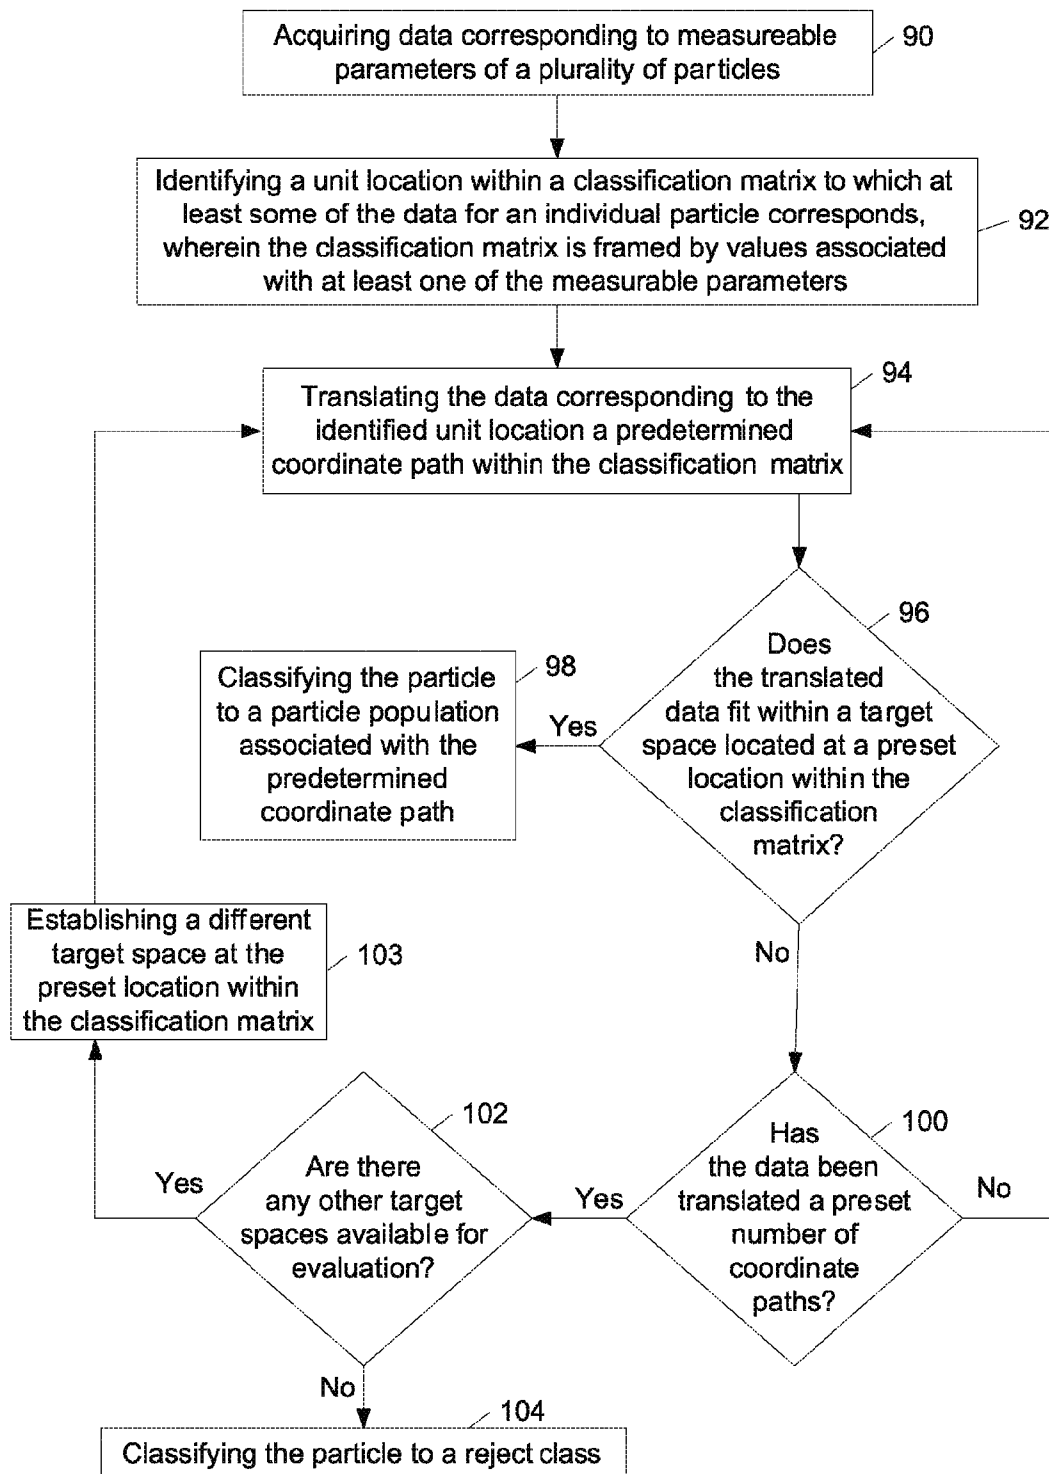 Acquiring data corresponding to measureable
parameters of a plurality of particles
90
Identifying a unit location within a classification matrix to which at
least some of the data for an individual particle corresponds,
wherein the classification matrix is framed by values associated
with at least one of the measurable parameters
92
Translating the data corresponding to the
identified unit location a predetermined
coordinate path within the classification matrix
94
Does
the translated
data fit within a target
space located at a preset
location within the
classification
matrix?
96
Yes
Classifying the particle
to a particle population
associated with the
predetermined
coordinate path
98
No
Has
the data been
translated a preset
number of
coordinate
paths?
100
No
Yes
Are there
any other target
spaces available for
evaluation?
102
Yes
Establishing a different
target space at the
preset location within
the classification matrix
103
No
Classifying the particle to a reject class
104